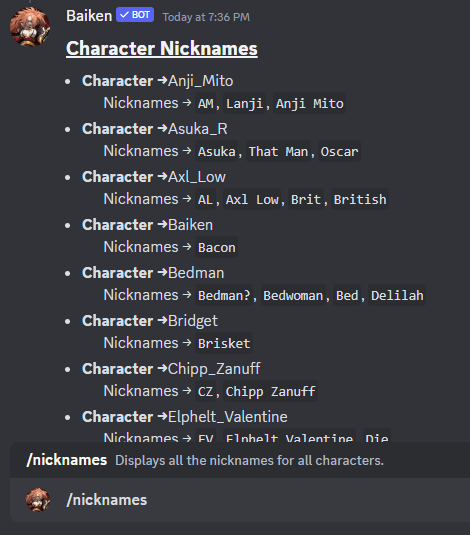 Baiken ✓ BOT Today at 7:36 PM
Character Nicknames
• Character ➜Anji_Mito
Nicknames → AM, Lanji, Anji Mito
• Character ➜Asuka_R
Nicknames → Asuka, That Man, Oscar
• Character ➜Axl_Low
Nicknames → AL, Axl Low, Brit, British
• Character ➜Baiken
Nicknames → Bacon
• Character ➜Bedman
Nicknames → Bedman?, Bedwoman, Bed, Delilah
• Character ➜Bridget
Nicknames → Brisket
• Character ➜Chipp_Zanuff
Nicknames → CZ, Chipp Zanuff
• Character ➜Elphelt_Valentine
Nicknames → EV, Elphelt Valentine, Die
/nicknames Displays all the nicknames for all characters.
/nicknames